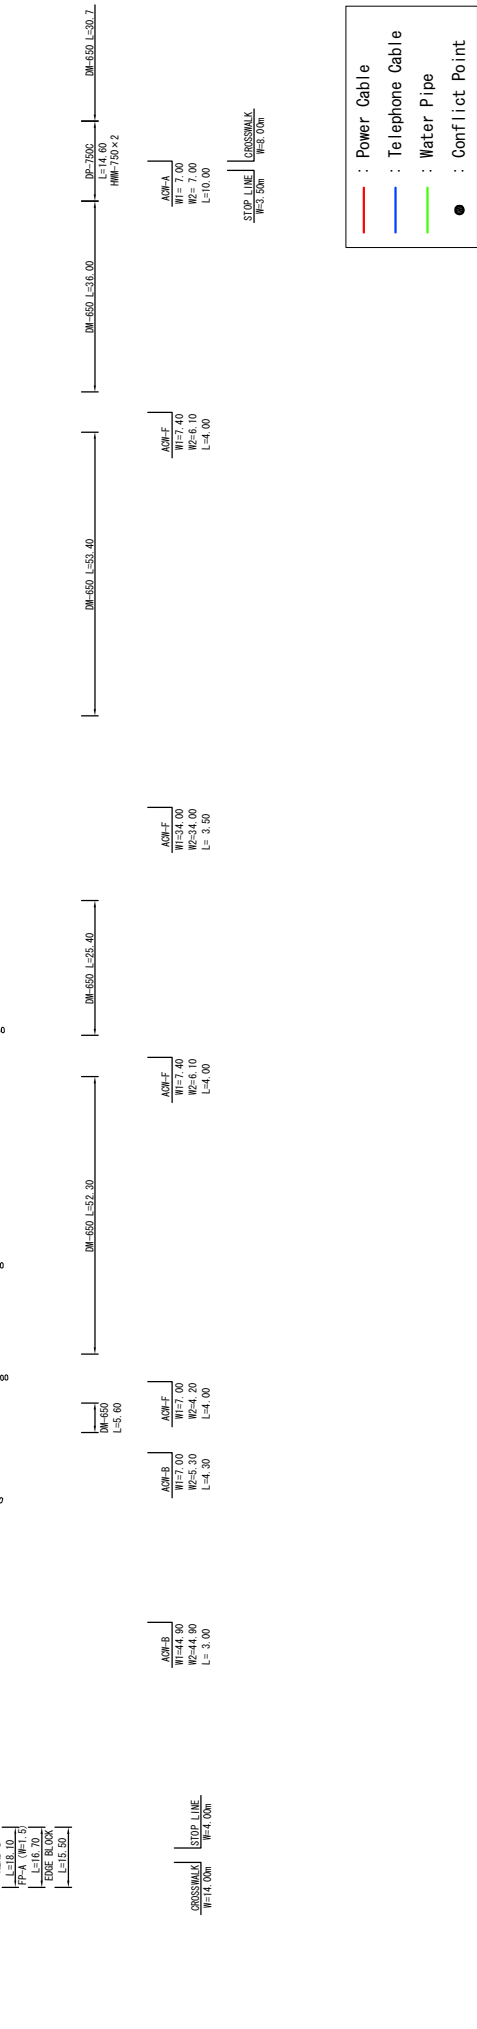 DM-650 L=30.7
DP-750C
L=14.60
HWM-750×2
DM-650 L=36.00
DM-650 L=53.40
DM-650 L=25.40
DM-650 L=52.30
DM-650
L=5.60
ACW-A
W1= 7.00
W2= 7.00
L=10.00
ACW-F
W1=7.40
W2=6.10
L=4.00
ACW-F
W1=34.00
W2=34.00
L= 3.50
ACW-F
W1=7.40
W2=6.10
L=4.00
ACW-F
W1=7.00
W2=4.20
L=4.00
ACW-B
W1=7.00
W2=5.30
L=4.30
ACW-B
W1=44.90
W2=44.90
L= 3.00
CROSSWALK
W=8.00m
STOP LINE
W=3.50m
STOP LINE
W=4.00m
CROSSWALK
W=14.00m
L=18.10
FP-A (W=1.5)
L=16.70
EDGE BLOCK
L=15.50
: Power Cable
: Telephone Cable
: Water Pipe
: Conflict Point